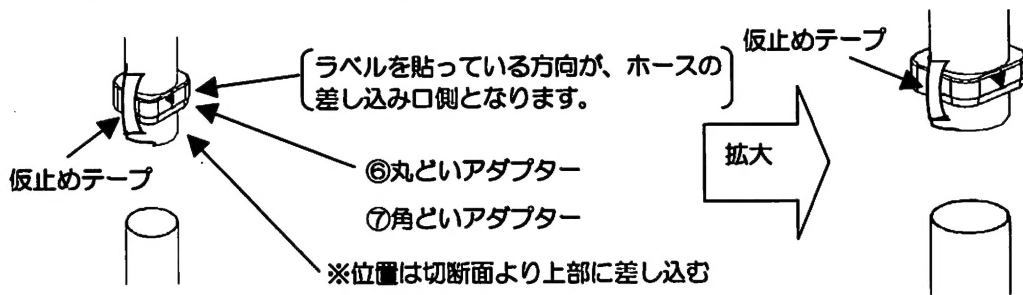 仮止めテープ
ラベルを貼っている方向が、ホースの
差し込み口側となります。
仮止めテープ
⑥丸どいアダプター
⑦角どいアダプター
※位置は切断面より上部に差し込む
拡大